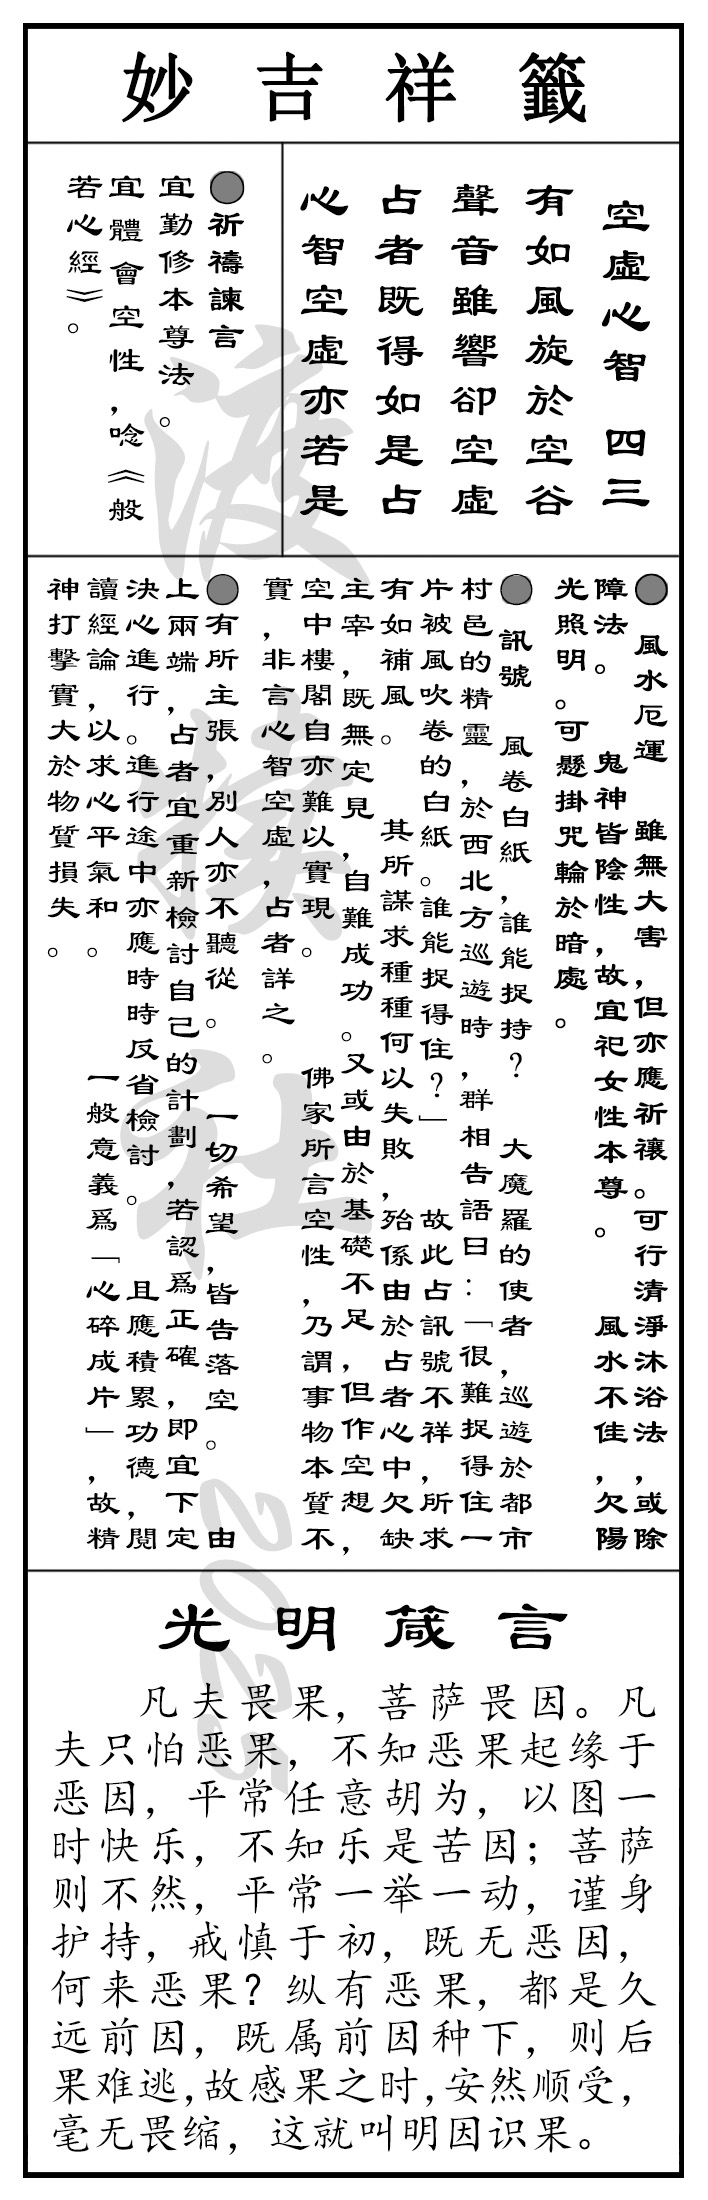 妙吉祥籤
空虛心智 四三
有如風旋於空谷
聲音雖響卻空虛
占者既得如是占
心智空虛亦若是
●祈禱諫言
宜勤修本尊法。
宜體會空性，唸《般
若心經》。
● 風水厄運 雖無大害，但亦應祈禳。可行清淨沐浴法，或除
障法。 鬼神皆陰性，故宜祀女性本尊。 風水不佳，欠陽
光照明。可懸掛咒輪於暗處。
● 訊號 風卷白紙，誰能捉持？ 大魔羅的使者，巡遊於都市
村邑的精靈，於西北方巡遊時，群相告語曰：「很難捉得住一
片被風吹卷的白紙。誰能捉得住？」 故此占訊號不祥，所求
有如補風。 其所謀求種種何以失敗，殆係由於占者心中欠缺
主宰，既無定見，自難成功。又或由於基礎不足，但作空想，
空中樓閣自亦難以實現。 佛家所言空性，乃謂事物本質不
實，非言心智空虛，占者詳之。
●有所主張，別人亦不聽從。 一切希望，皆告落空。 由
上兩端，占者宜重新檢討自己的計劃，若認爲正確，即宜下定
決心進行。進行途中亦應時時反省檢討。 且應積累功德，閱
讀經論，以求心平氣和。 一般意義爲「心碎成片」，故精
神打擊實大於物質損失。
光明箴言
凡夫畏果，菩萨畏因。凡
夫只怕恶果，不知恶果起缘于
恶因，平常任意胡为，以图一
时快乐，不知乐是苦因；菩萨
则不然，平常一举一动，谨身
护持，戒慎于初，既无恶因，
何来恶果？纵有恶果，都是久
远前因，既属前因种下，则后
果难逃，故感果之时，安然顺受，
毫无畏缩，这就叫明因识果。
渡
社
2025